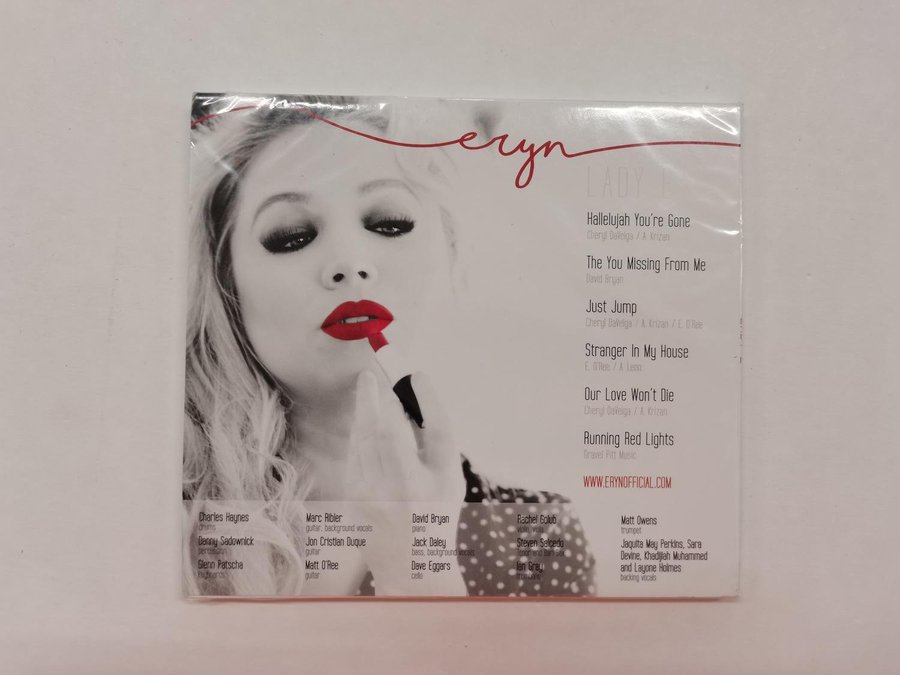 eryn
LADY E
Hallelujah You're Gone
Cheryl DaVeiga / A. Krizan
The You Missing From Me
David Bryan
Just Jump
Cheryl DaVeiga / A. Krizan / E. O'Ree
Stranger In My House
E. O'Ree / A. Leon
Our Love Won't Die
Cheryl DaVeiga / A. Krizan
Running Red Lights
Gravel Pitt Music
WWW.ERYNOFFICIAL.COM
Charles Haynes
drums
Danny Sadownick
percussion
Glenn Patscha
keyboards
Marc Ribler
guitar, background vocals
Jon Cristian Duque
guitar
Matt O'Ree
guitar
David Bryan
piano
Jack Daley
bass, background vocals
Dave Eggars
cello
Rachel Golub
violin, viola
Steven Salcedo
Ian Gray
trombone
Matt Owens
trumpet
Jaquita May Perkins, Sara
Devine, Khadijah Muhammed
and Layone Holmes
backing vocals